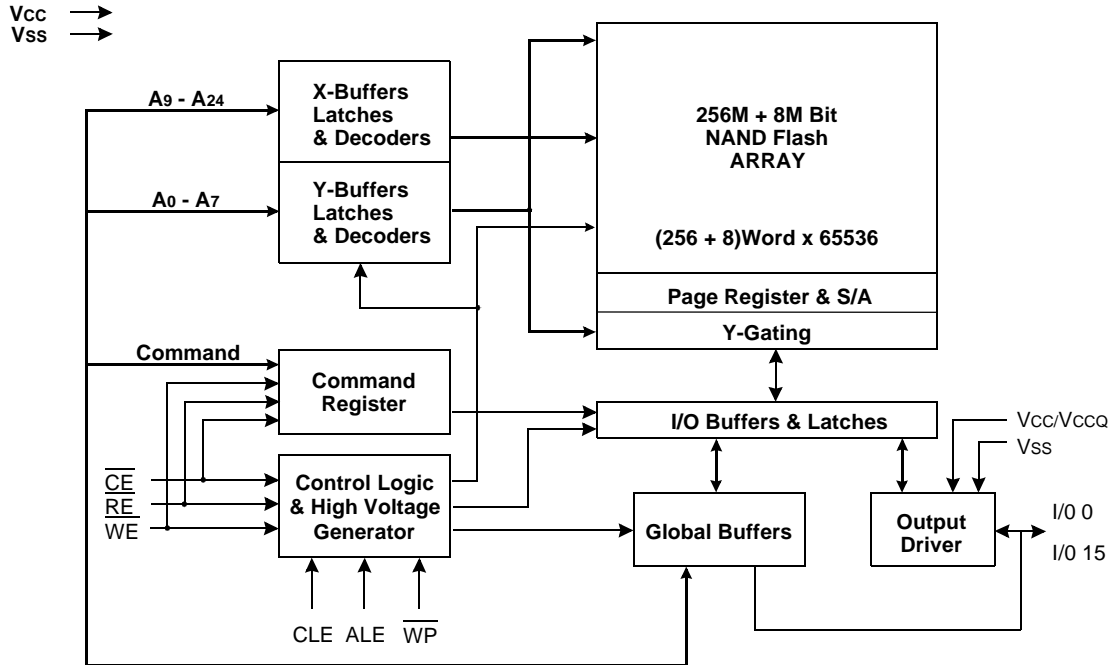 VCC
VSS
A9 - A24
X-Buffers
Latches
& Decoders
A0 - A7
Y-Buffers
Latches
& Decoders
256M + 8M Bit
NAND Flash
ARRAY
(256 + 8)Word x 65536
Page Register & S/A
Y-Gating
Command
Command
Register
I/O Buffers & Latches
VCC/VCCQ
VSS
CE
RE
WE
Control Logic
& High Voltage
Generator
Global Buffers
Output
Driver
I/0 0
I/0 15
CLE
ALE
WP